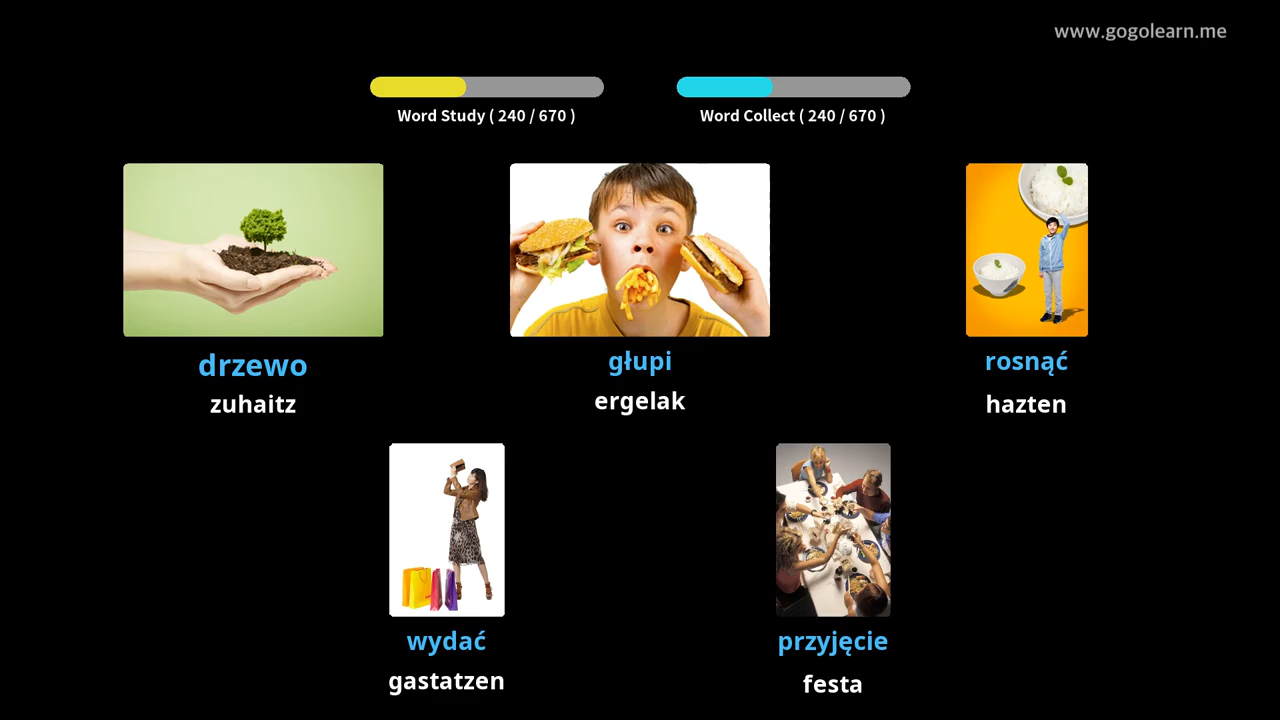 www.gogolearn.me
Word Study ( 240 / 670 )
Word Collect ( 240 / 670 )
drzewo
zuhaitz
głupi
ergelak
rosnąć
hazten
wydać
gastatzen
przyjęcie
festa